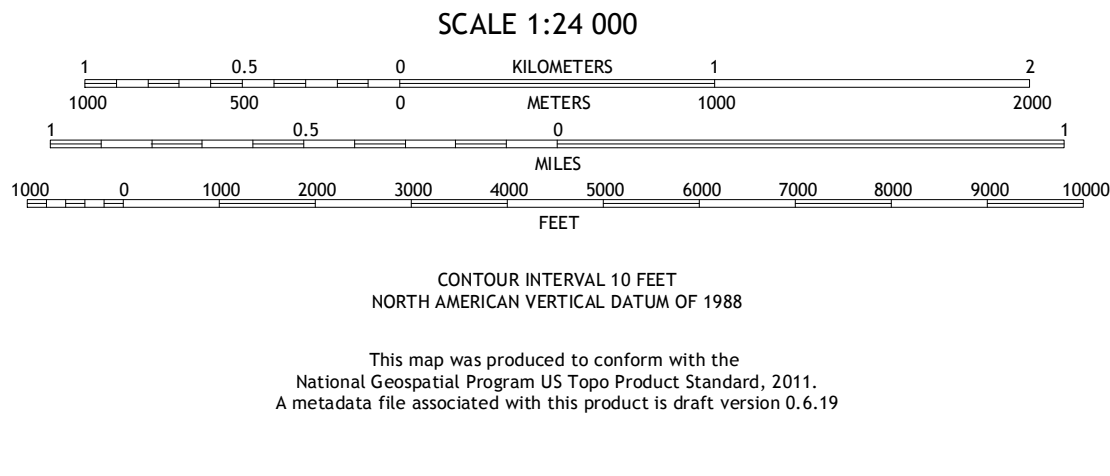 SCALE 1:24 000
1 0.5 0 KILOMETERS 1 2
1000 500 0 METERS 1000 2000
1 0.5 0 1
MILES
1000 0 1000 2000 3000 4000 5000 6000 7000 8000 9000 10000
FEET
CONTOUR INTERVAL 10 FEET
NORTH AMERICAN VERTICAL DATUM OF 1988
This map was produced to conform with the
National Geospatial Program US Topo Product Standard, 2011.
A metadata file associated with this product is draft version 0.6.19